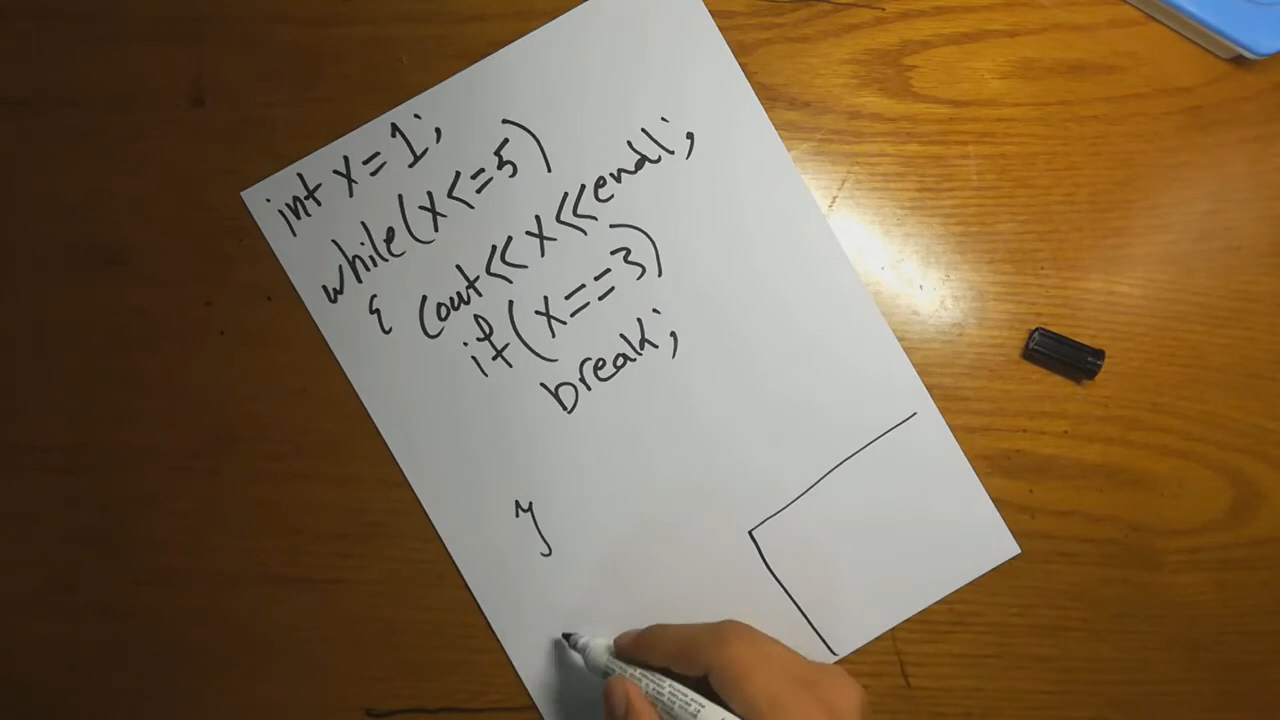 int x = 1;
while(x<=5)
{ cout<<x<<endl;
if(x==3)
break;
}